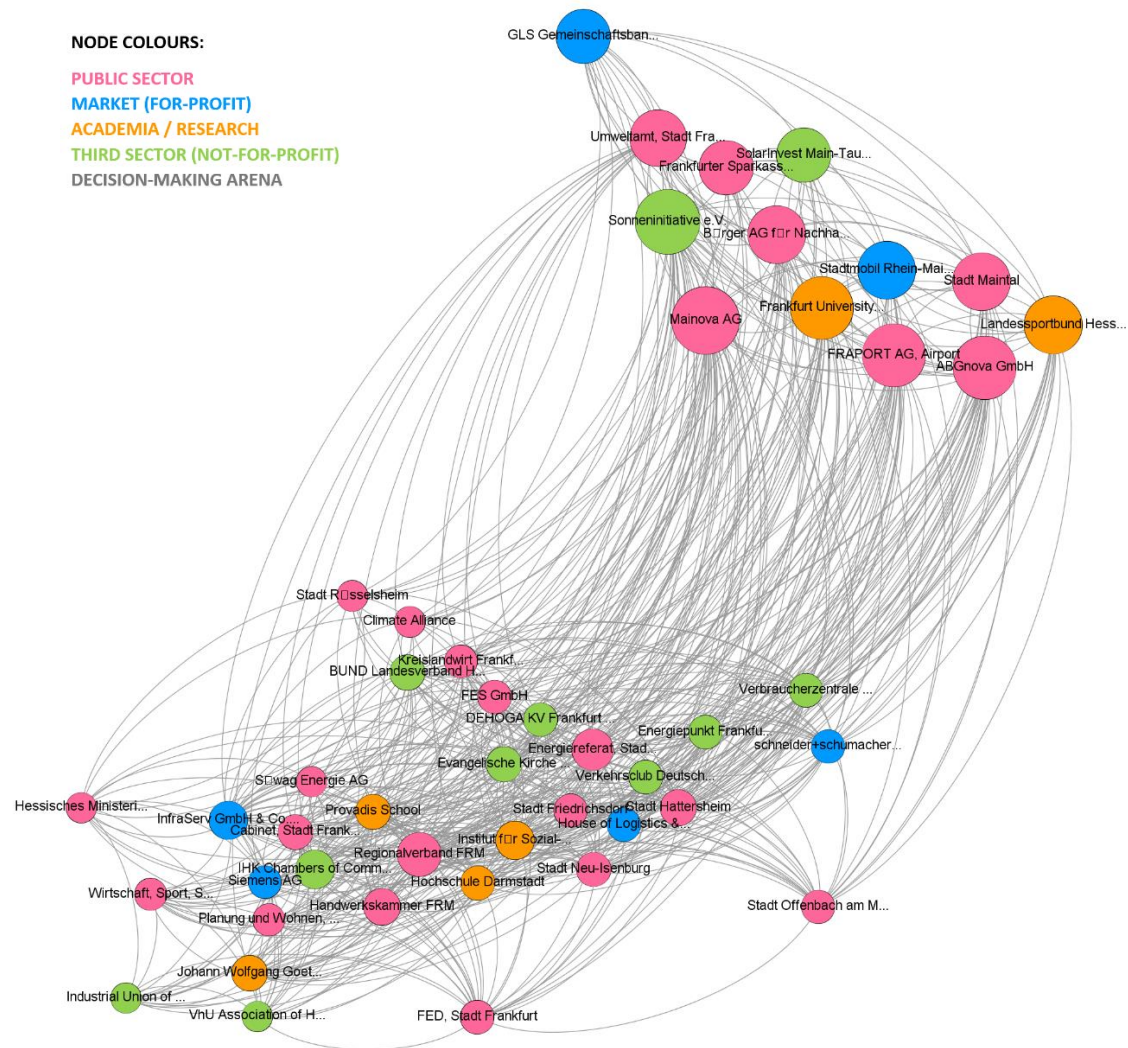 NODE COLOURS:
PUBLIC SECTOR
MARKET (FOR-PROFIT)
ACADEMIA / RESEARCH
THIRD SECTOR (NOT-FOR-PROFIT)
DECISION-MAKING ARENA
GLS Gemeinschaftsban...
Umweltamt, Stadt Fra...
SolarInvest Main-Tau...
Frankfurter Sparkass...
Sonneninitiative e.V.
B□rger AG f□r Nachha...
Stadtmobil Rhein-Mai...
Stadt Maintal
Frankfurt University...
Mainova AG
Landessportbund Hess...
FRAPORT AG, Airport
ABGnova GmbH
Stadt R□sselsheim
Climate Alliance
Kreislandwirt Frankf...
BUND Landesverband H...
FES GmbH
Verbraucherzentrale ...
DEHOGA KV Frankfurt ...
Energiepunkt Frankfu...
Energiereferat, Stad...
schneider+schumacher...
Evangelische Kirche ...
Verkehrsclub Deutsch...
S□wag Energie AG
Hessisches Ministeri...
Provadis School
Stadt Friedrichsdorf
Stadt Hattersheim
InfraServ GmbH & Co....
House of Logistics &...
Cabinet, Stadt Frank...
Institut f□r Sozial-...
Regionalverband FRM
IHK Chambers of Comm...
Stadt Neu-Isenburg
Siemens AG
Hochschule Darmstadt
Wirtschaft, Sport, S...
Handwerkskammer FRM
Stadt Offenbach am M...
Planung und Wohnen, ...
Johann Wolfgang Goet...
Industrial Union of ...
VhU Association of H...
FED, Stadt Frankfurt